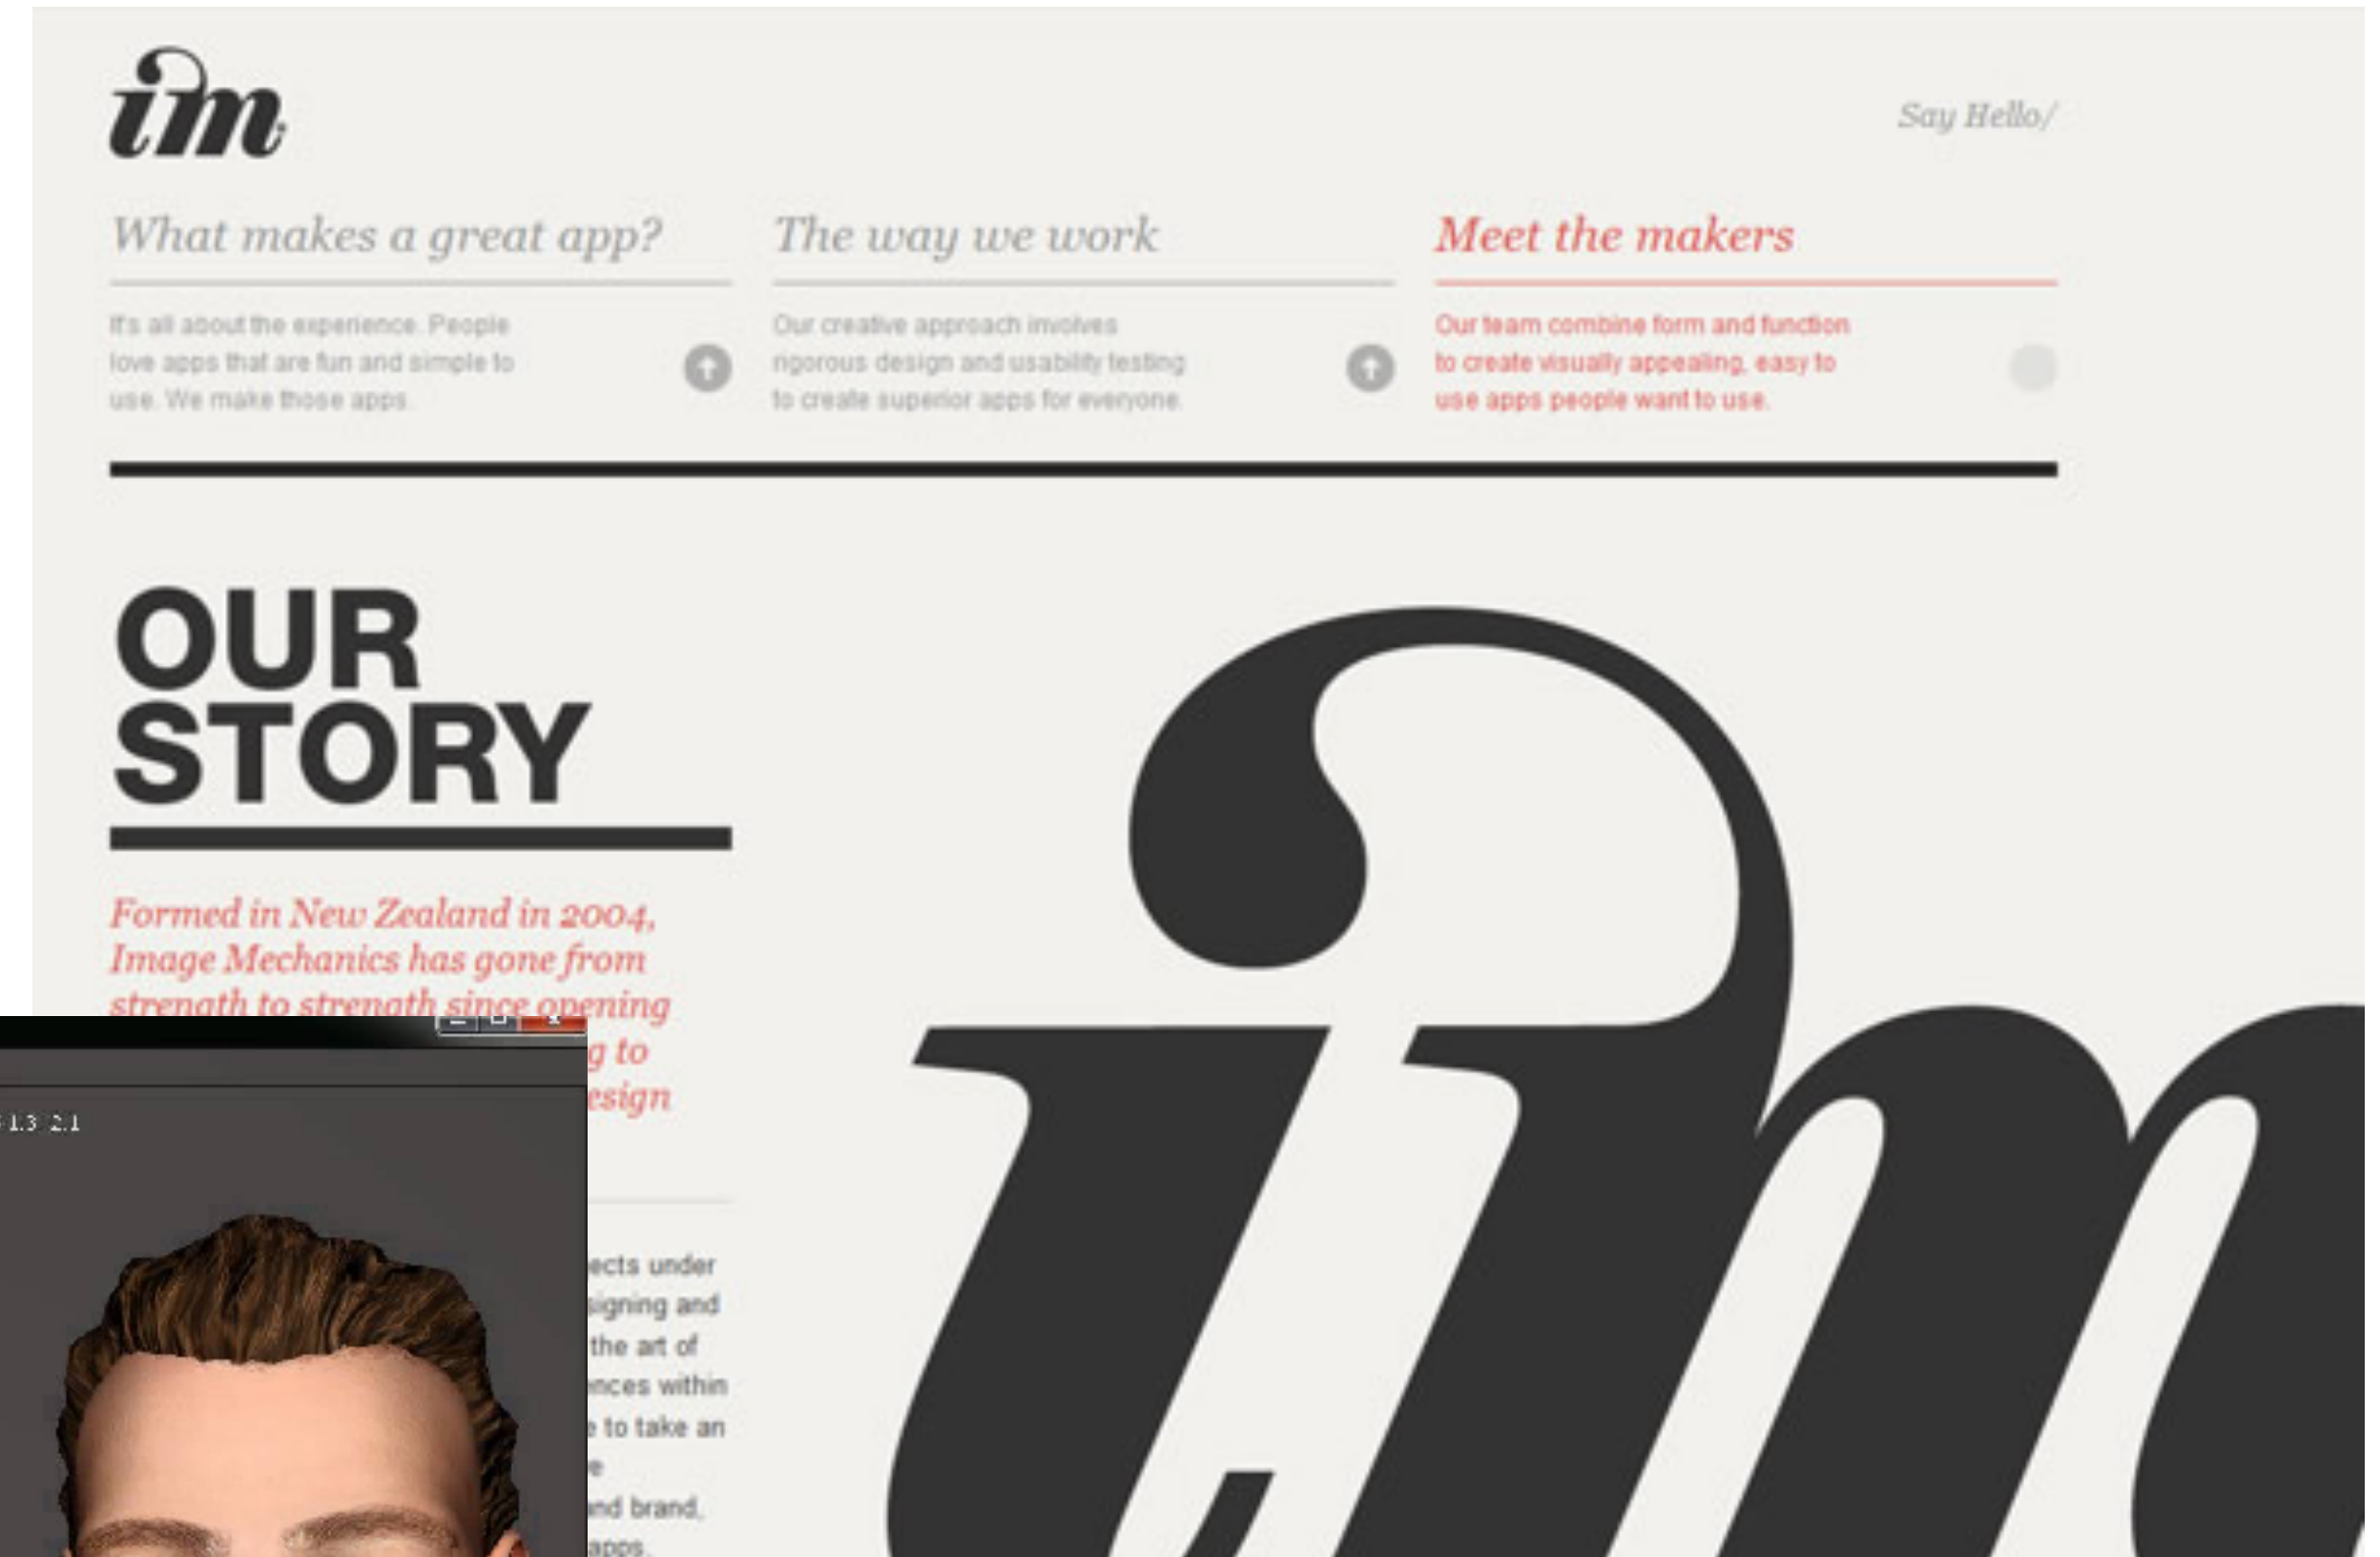 im
Say Hello/
What makes a great app?
It's all about the experience. People
love apps that are fun and simple to
use. We make those apps.
The way we work
Our creative approach involves
rigorous design and usability testing
to create superior apps for everyone.
Meet the makers
Our team combine form and function
to create visually appealing, easy to
use apps people want to use.
OUR
STORY
Formed in New Zealand in 2004,
Image Mechanics has gone from
strength to strength since opening
g to
esign
ects under
signing and
the art of
ences within
e to take an
e
and brand,
apps.
im
1.3 2.1